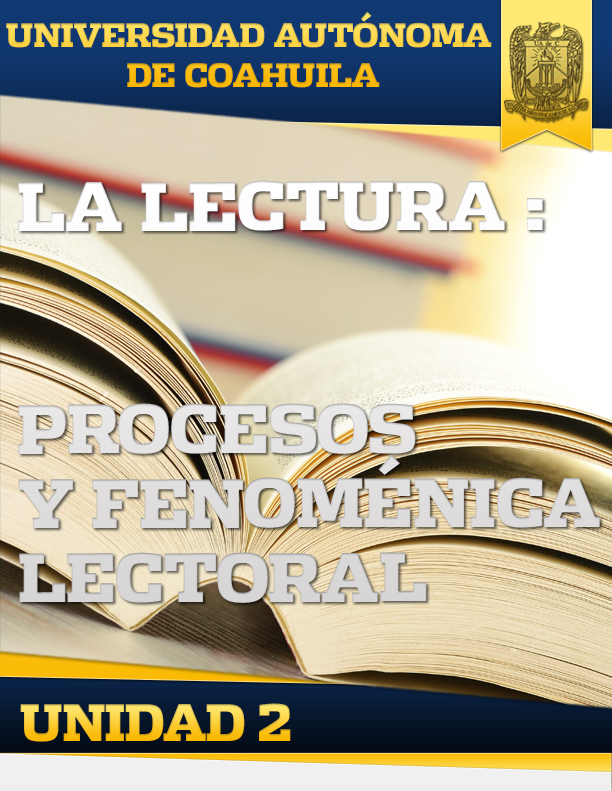 UNIVERSIDAD AUTÓNOMA
DE COAHUILA
LA LECTURA :
PROCESOS
Y FENOMÉNICA
LECTORAL
UNIDAD 2